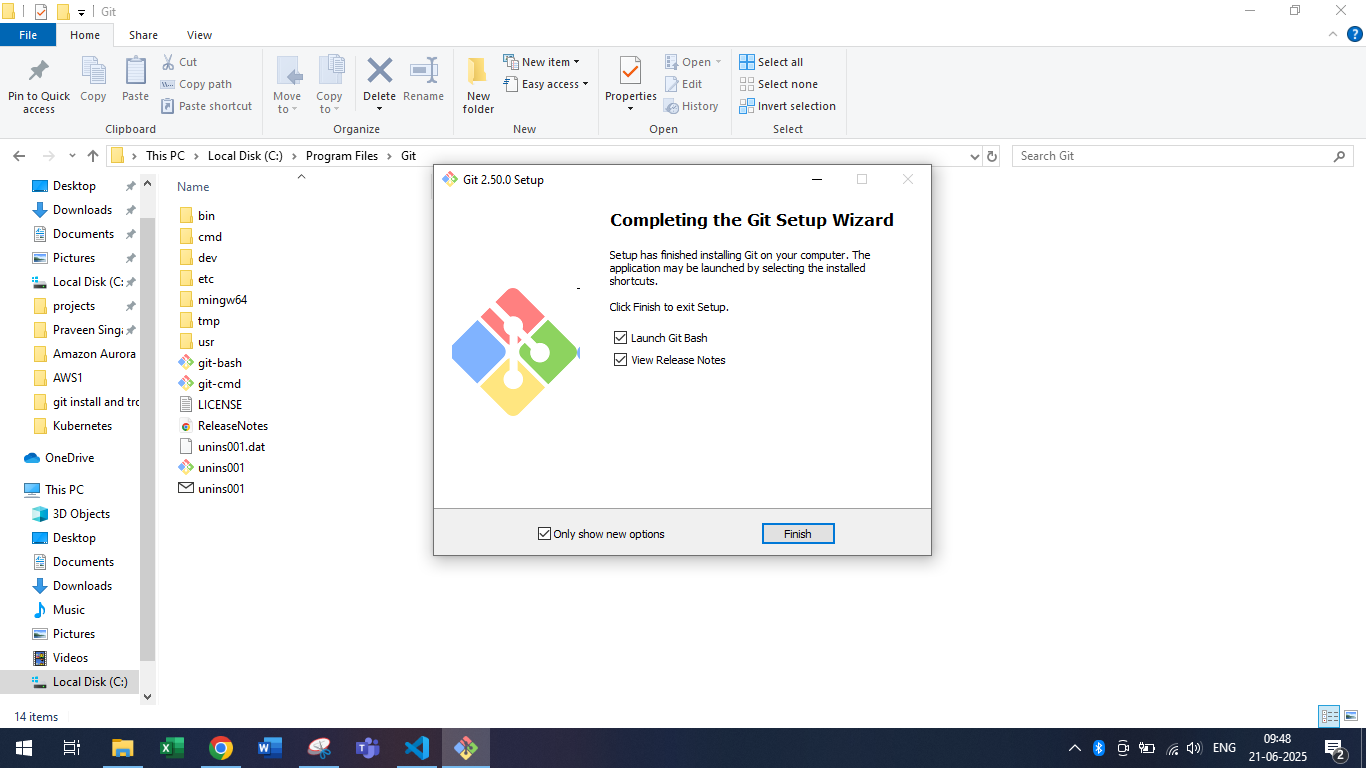 Git
File
Home
Share
View
Pin to Quick access
Copy
Paste
Cut
Copy path
Paste shortcut
Clipboard
Move to
Copy to
Delete
Rename
Organize
New folder
New item
Easy access
New
Properties
Open
Edit
History
Open
Select all
Select none
Invert selection
Select
This PC
Local Disk (C:)
Program Files
Git
Search Git
Desktop
Downloads
Documents
Pictures
Local Disk (C:
projects
Praveen Singa
Amazon Aurora
AWS1
git install and tro
Kubernetes
OneDrive
This PC
3D Objects
Desktop
Documents
Downloads
Music
Pictures
Videos
Local Disk (C:)
Name
bin
cmd
dev
etc
mingw64
tmp
usr
git-bash
git-cmd
LICENSE
ReleaseNotes
unins001.dat
unins001
unins001
Git 2.50.0 Setup
Completing the Git Setup Wizard
Setup has finished installing Git on your computer. The
application may be launched by selecting the installed
shortcuts.
Click Finish to exit Setup.
Launch Git Bash
View Release Notes
Only show new options
Finish
14 items
ENG
09:48
21-06-2025
2